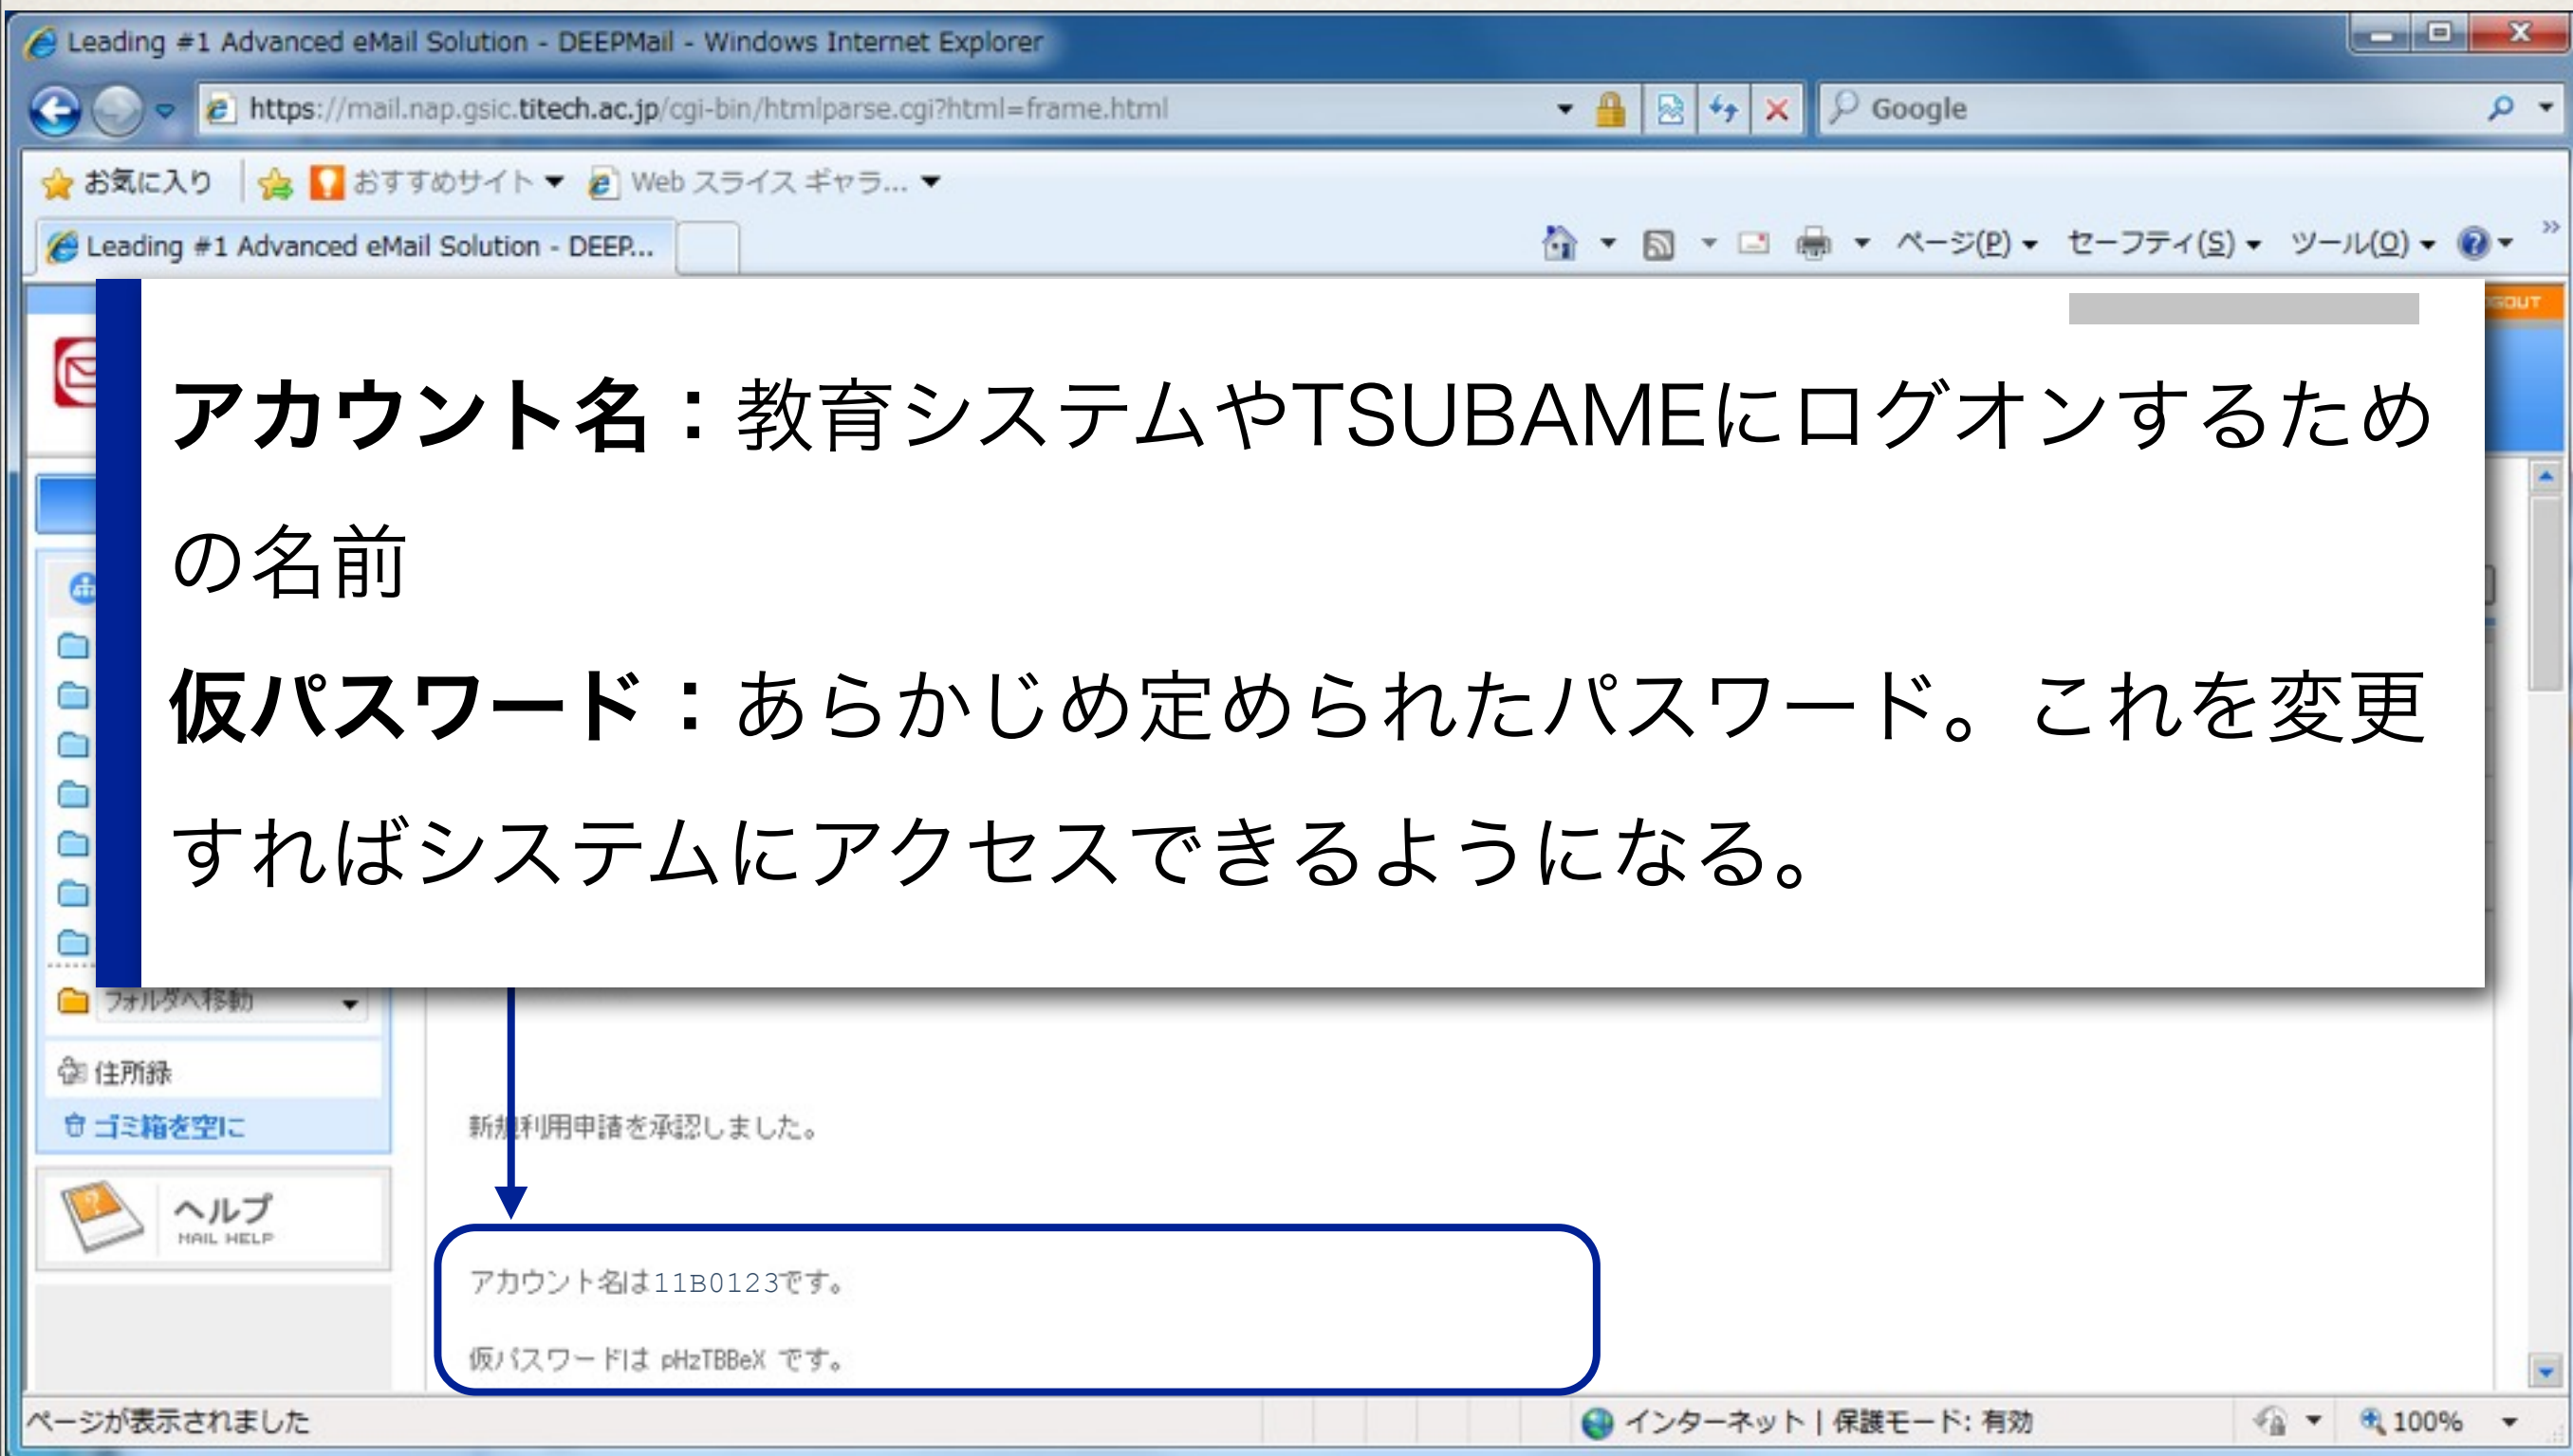 Leading #1 Advanced eMail Solution - DEEPMail - Windows Internet Explorer
https://mail.nap.gsic.titech.ac.jp/cgi-bin/htmlparse.cgi?html=frame.html
Google
お気に入り
おすすめサイト
Web スライス ギャラ...
Leading #1 Advanced eMail Solution - DEEP...
ページ(P)
セーフティ(S)
ツール(O)
アカウント名：教育システムやTSUBAMEにログオンするため
の名前
仮パスワード：あらかじめ定められたパスワード。これを変更
すればシステムにアクセスできるようになる。
フォルダへ移動
住所録
ゴミ箱を空に
新規利用申請を承認しました。
ヘルプ
MAIL HELP
アカウント名は11B0123です。
仮パスワードは pHzTBBeX です。
ページが表示されました
インターネット | 保護モード: 有効
100%